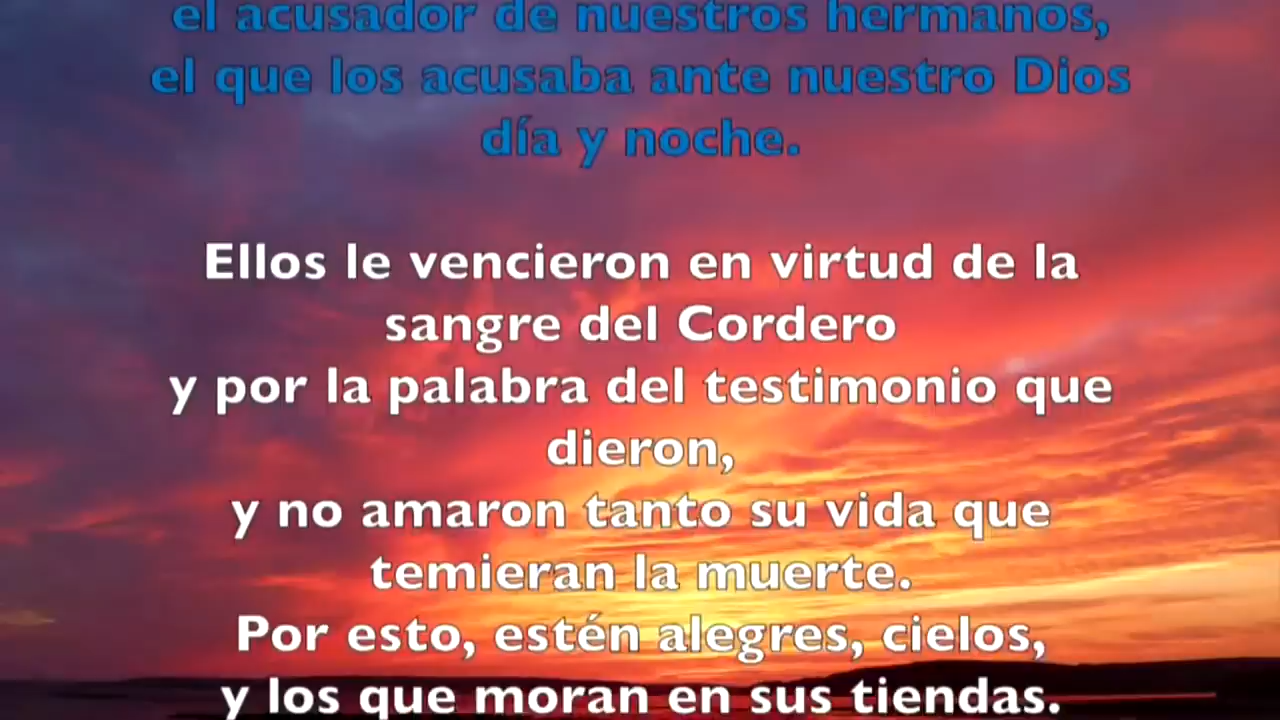 el acusador de nuestros hermanos,
el que los acusaba ante nuestro Dios
día y noche.
Ellos le vencieron en virtud de la
sangre del Cordero
y por la palabra del testimonio que
dieron,
y no amaron tanto su vida que
temieran la muerte.
Por esto, estén alegres, cielos,
y los que moran en sus tiendas.